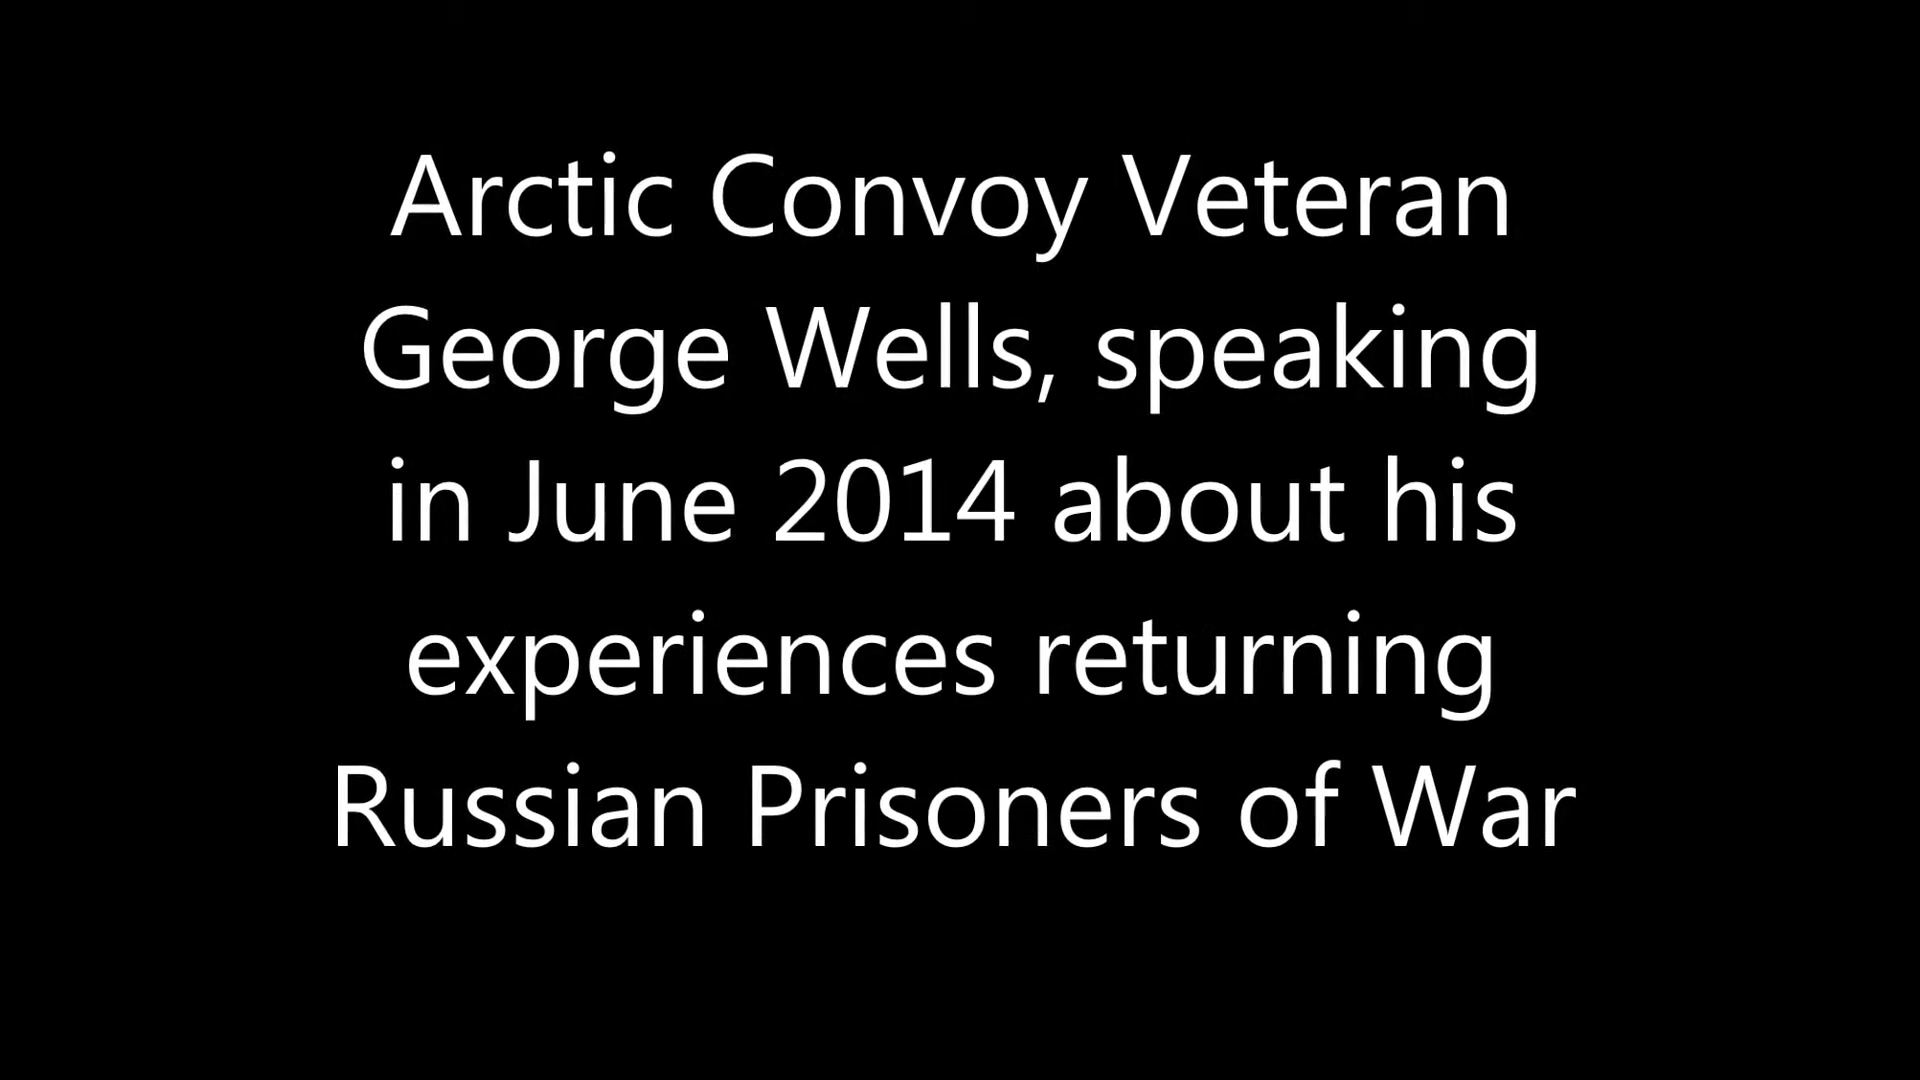 Arctic Convoy Veteran
George Wells, speaking
in June 2014 about his
experiences returning
Russian Prisoners of War